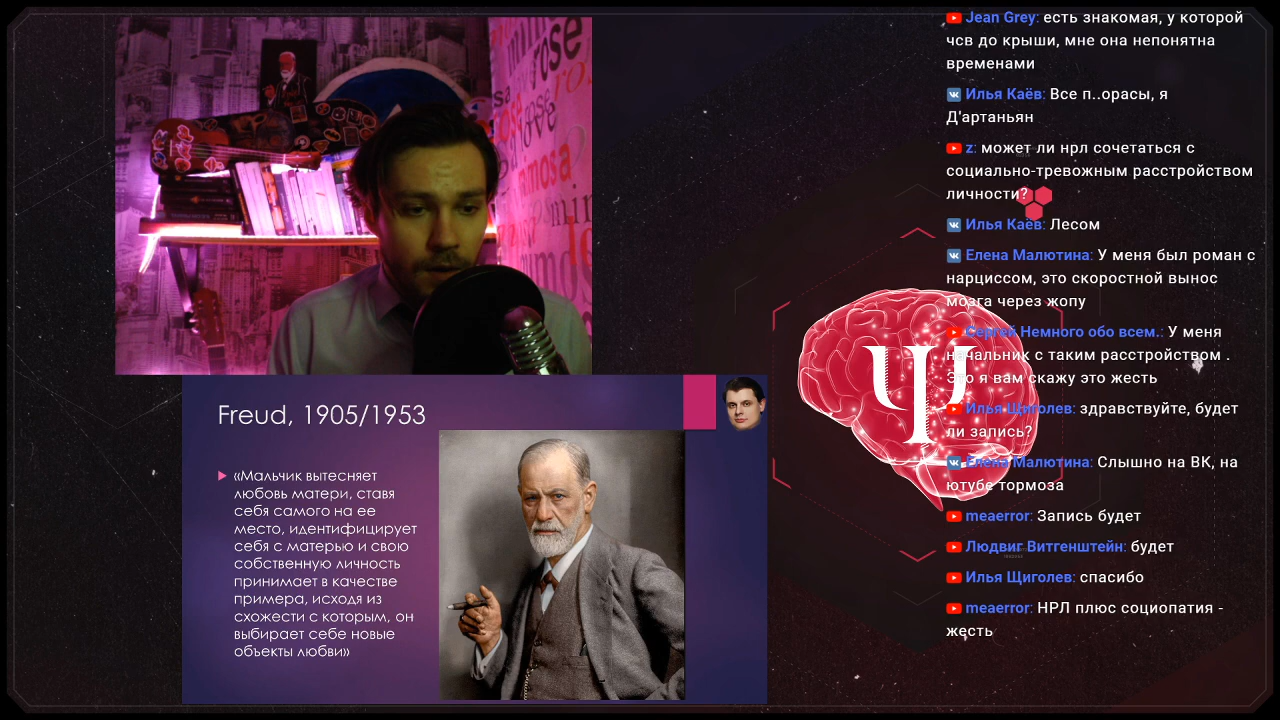 Freud, 1905/1953
«Мальчик вытесняет
любовь матери, ставя
себя самого на ее
место, идентифицирует
себя с матерью и свою
собственную личность
принимает в качестве
примера, исходя из
схожести с которым, он
выбирает себе новые
объекты любви»
Ψ
Jean Grey: есть знакомая, у которой
чсв до крыши, мне она непонятна
временами
Илья Каёв: Все п..орасы, я
Д'артаньян
z: может ли нрл сочетаться с
социально-тревожным расстройством
личности?
Илья Каёв: Лесом
Елена Малютина: У меня был роман с
нарциссом, это скоростной вынос
мозга через жопу
Сергей Немного обо всем.: У меня
начальник с таким расстройством .
Это я вам скажу это жесть
Илья Щиголев: здравствуйте, будет
ли запись?
Елена Малютина: Слышно на ВК, на
ютубе тормоза
meaerror: Запись будет
Людвиг Витгенштейн: будет
Илья Щиголев: спасибо
meaerror: НРЛ плюс социопатия -
жесть